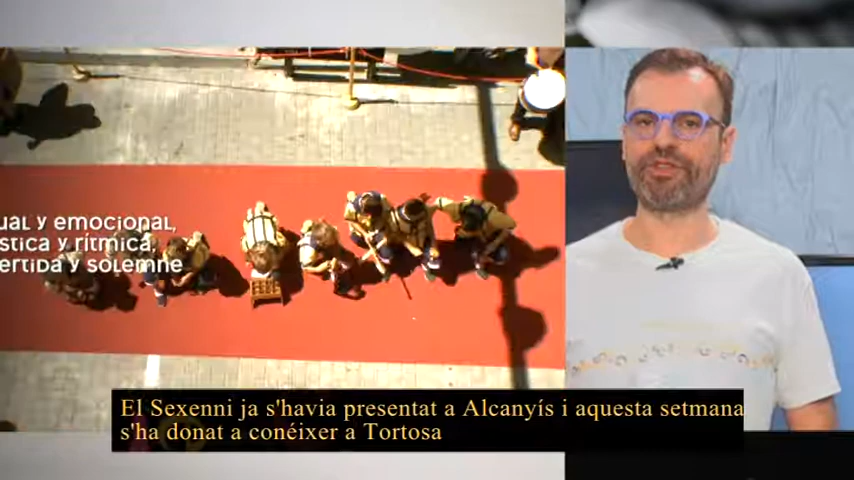 ual y emocional,
stica y rítmica,
ertida y solemne
El Sexenni ja s'havia presentat a Alcanyís i aquesta setmana
s'ha donat a conéixer a Tortosa